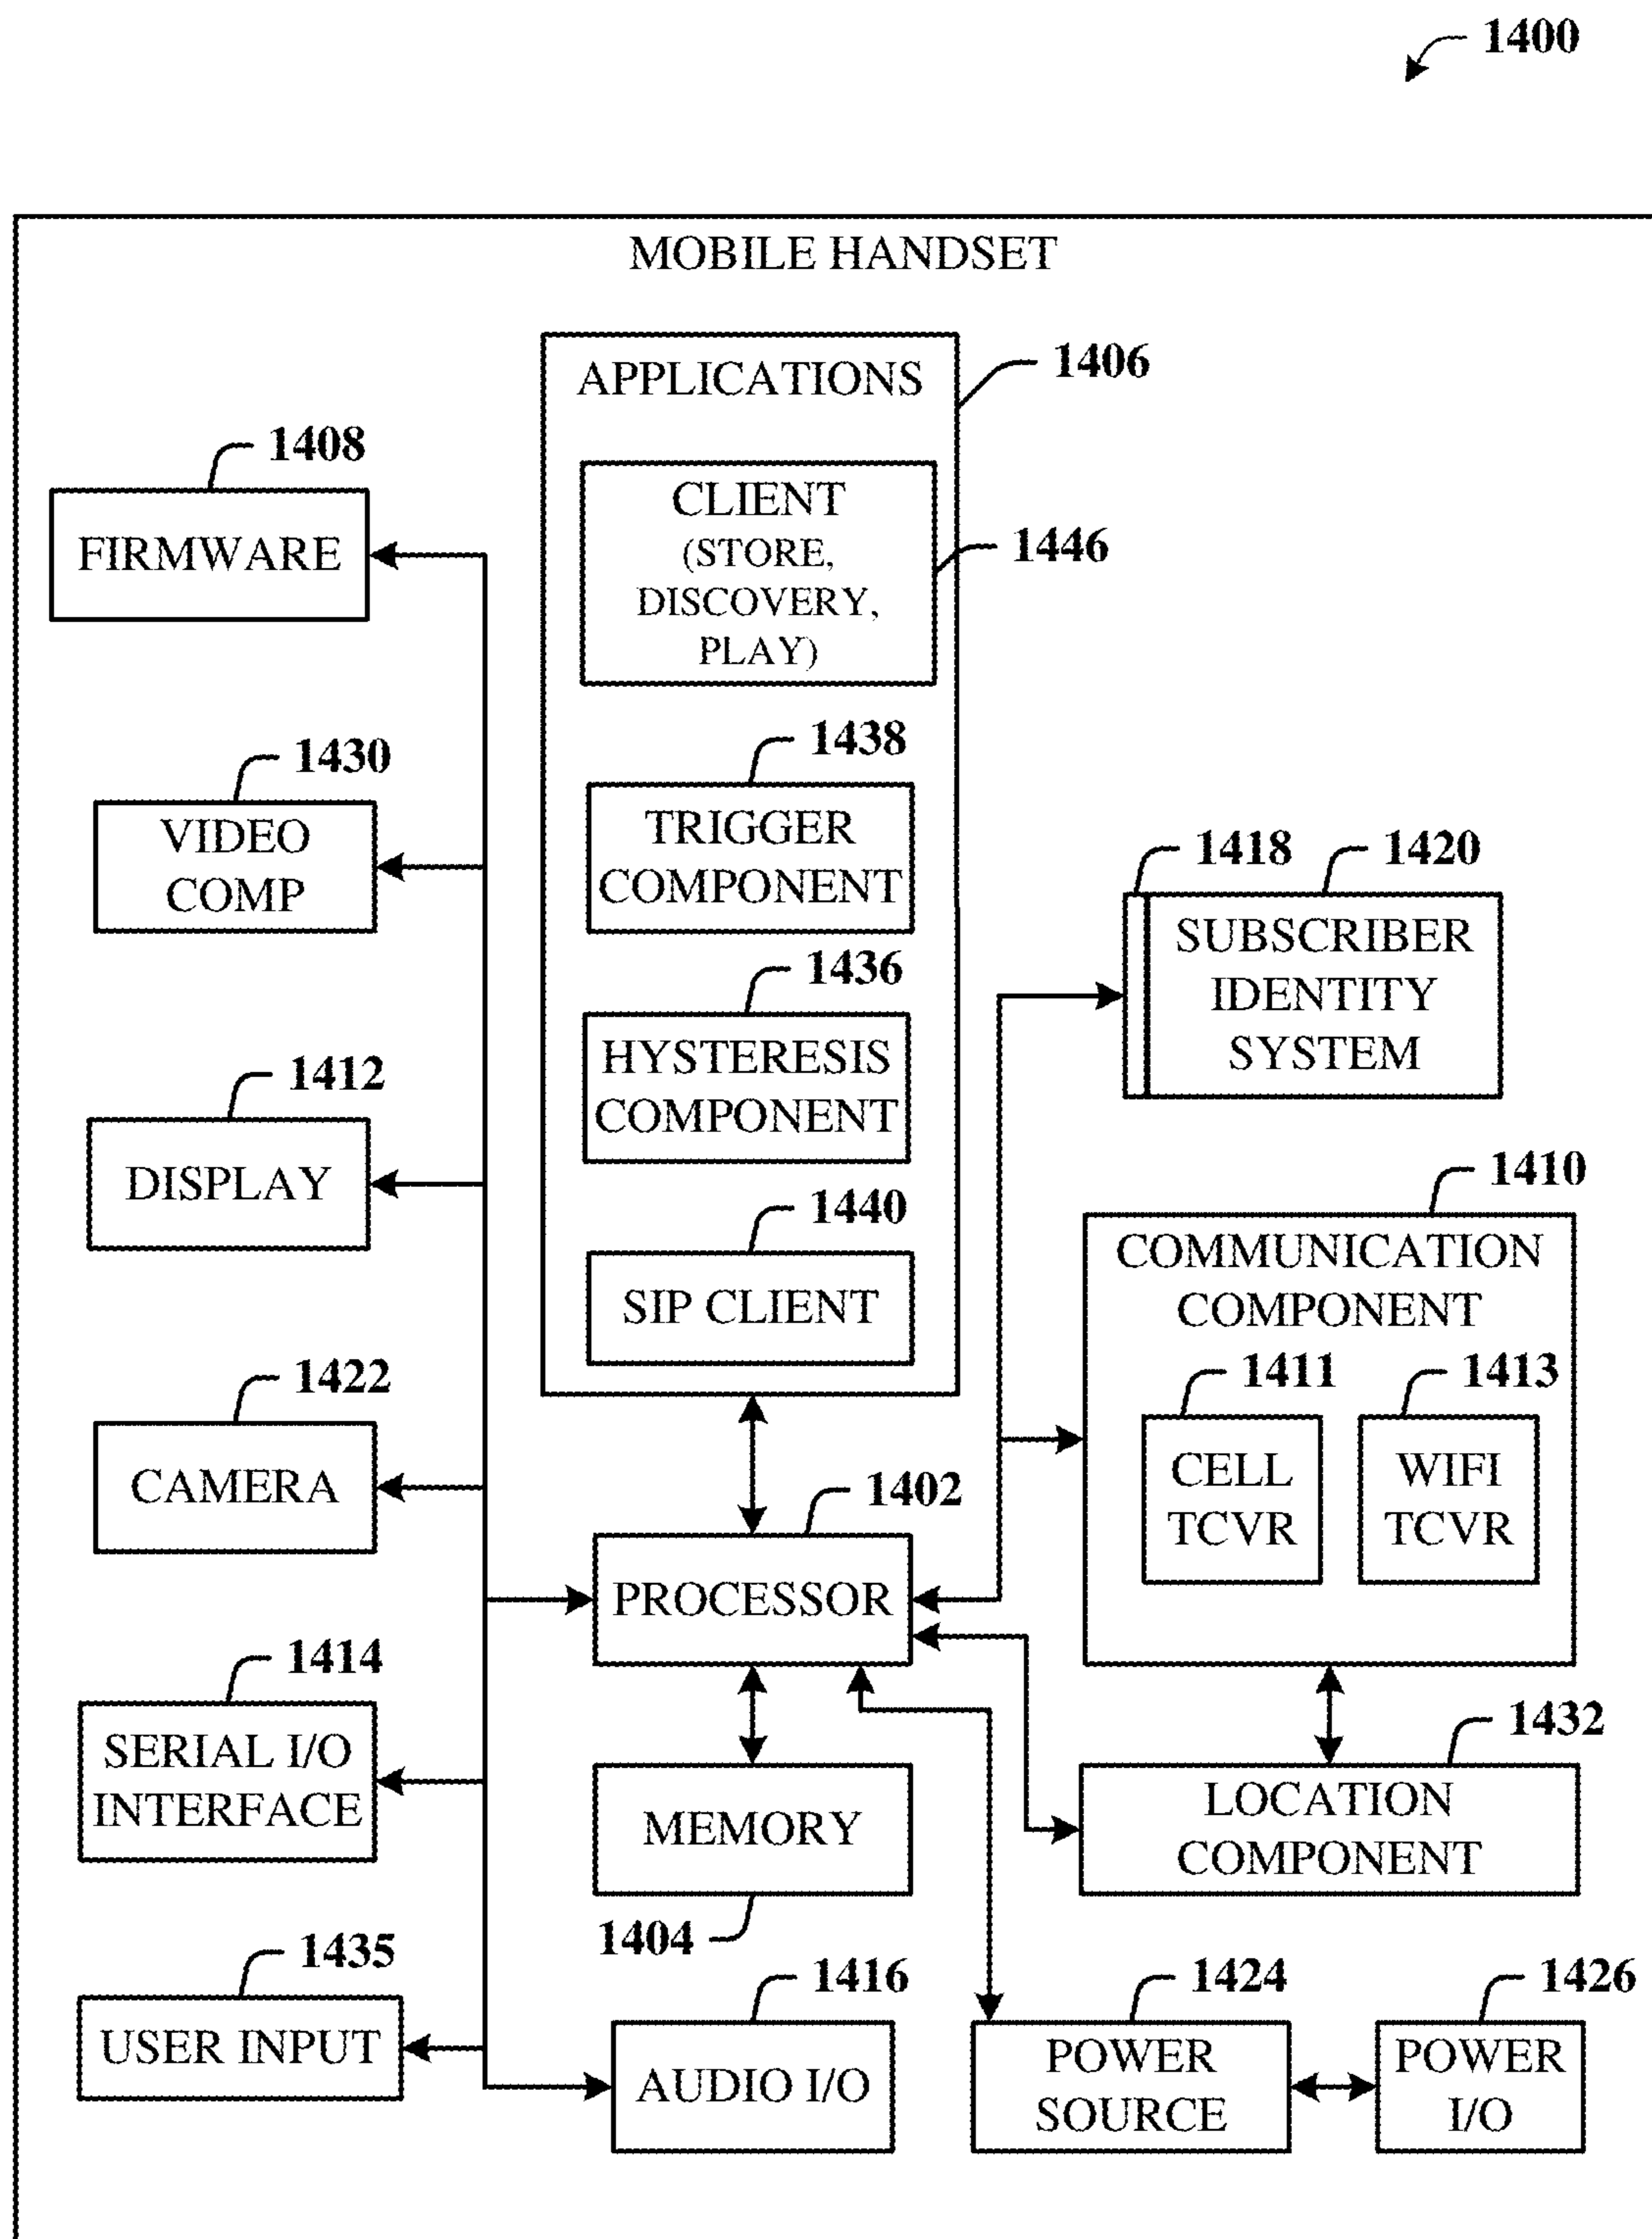 1400
MOBILE HANDSET
APPLICATIONS
1406
CLIENT
(STORE,
DISCOVERY,
PLAY)
1446
1438
TRIGGER
COMPONENT
1436
HYSTERESIS
COMPONENT
1440
SIP CLIENT
1408
FIRMWARE
1430
VIDEO
COMP
1412
DISPLAY
1422
CAMERA
1414
SERIAL I/O
INTERFACE
1435
USER INPUT
1402
PROCESSOR
MEMORY
1404
1416
AUDIO I/O
1418
1420
SUBSCRIBER
IDENTITY
SYSTEM
1410
COMMUNICATION
COMPONENT
1411
CELL
TCVR
1413
WIFI
TCVR
1432
LOCATION
COMPONENT
1424
POWER
SOURCE
1426
POWER
I/O